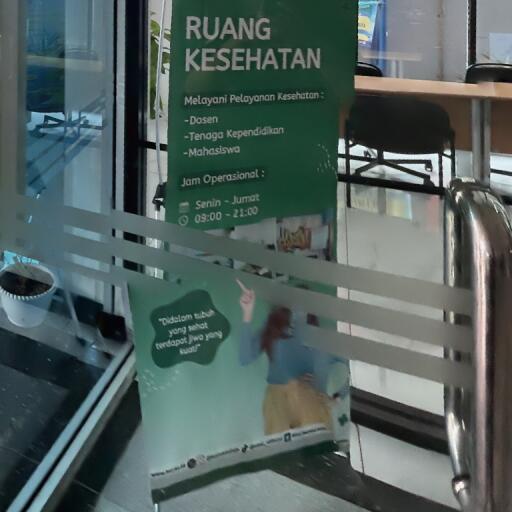 RUANG
KESEHATAN
Melayani Pelayanan Kesehatan :
-Dosen
-Tenaga Kependidikan
-Mahasiswa
Jam Operasional :
Senin - Jumat
09:00 - 21:00
"Didalam tubuh
yang sehat
terdapat jiwa yang
kuat!"